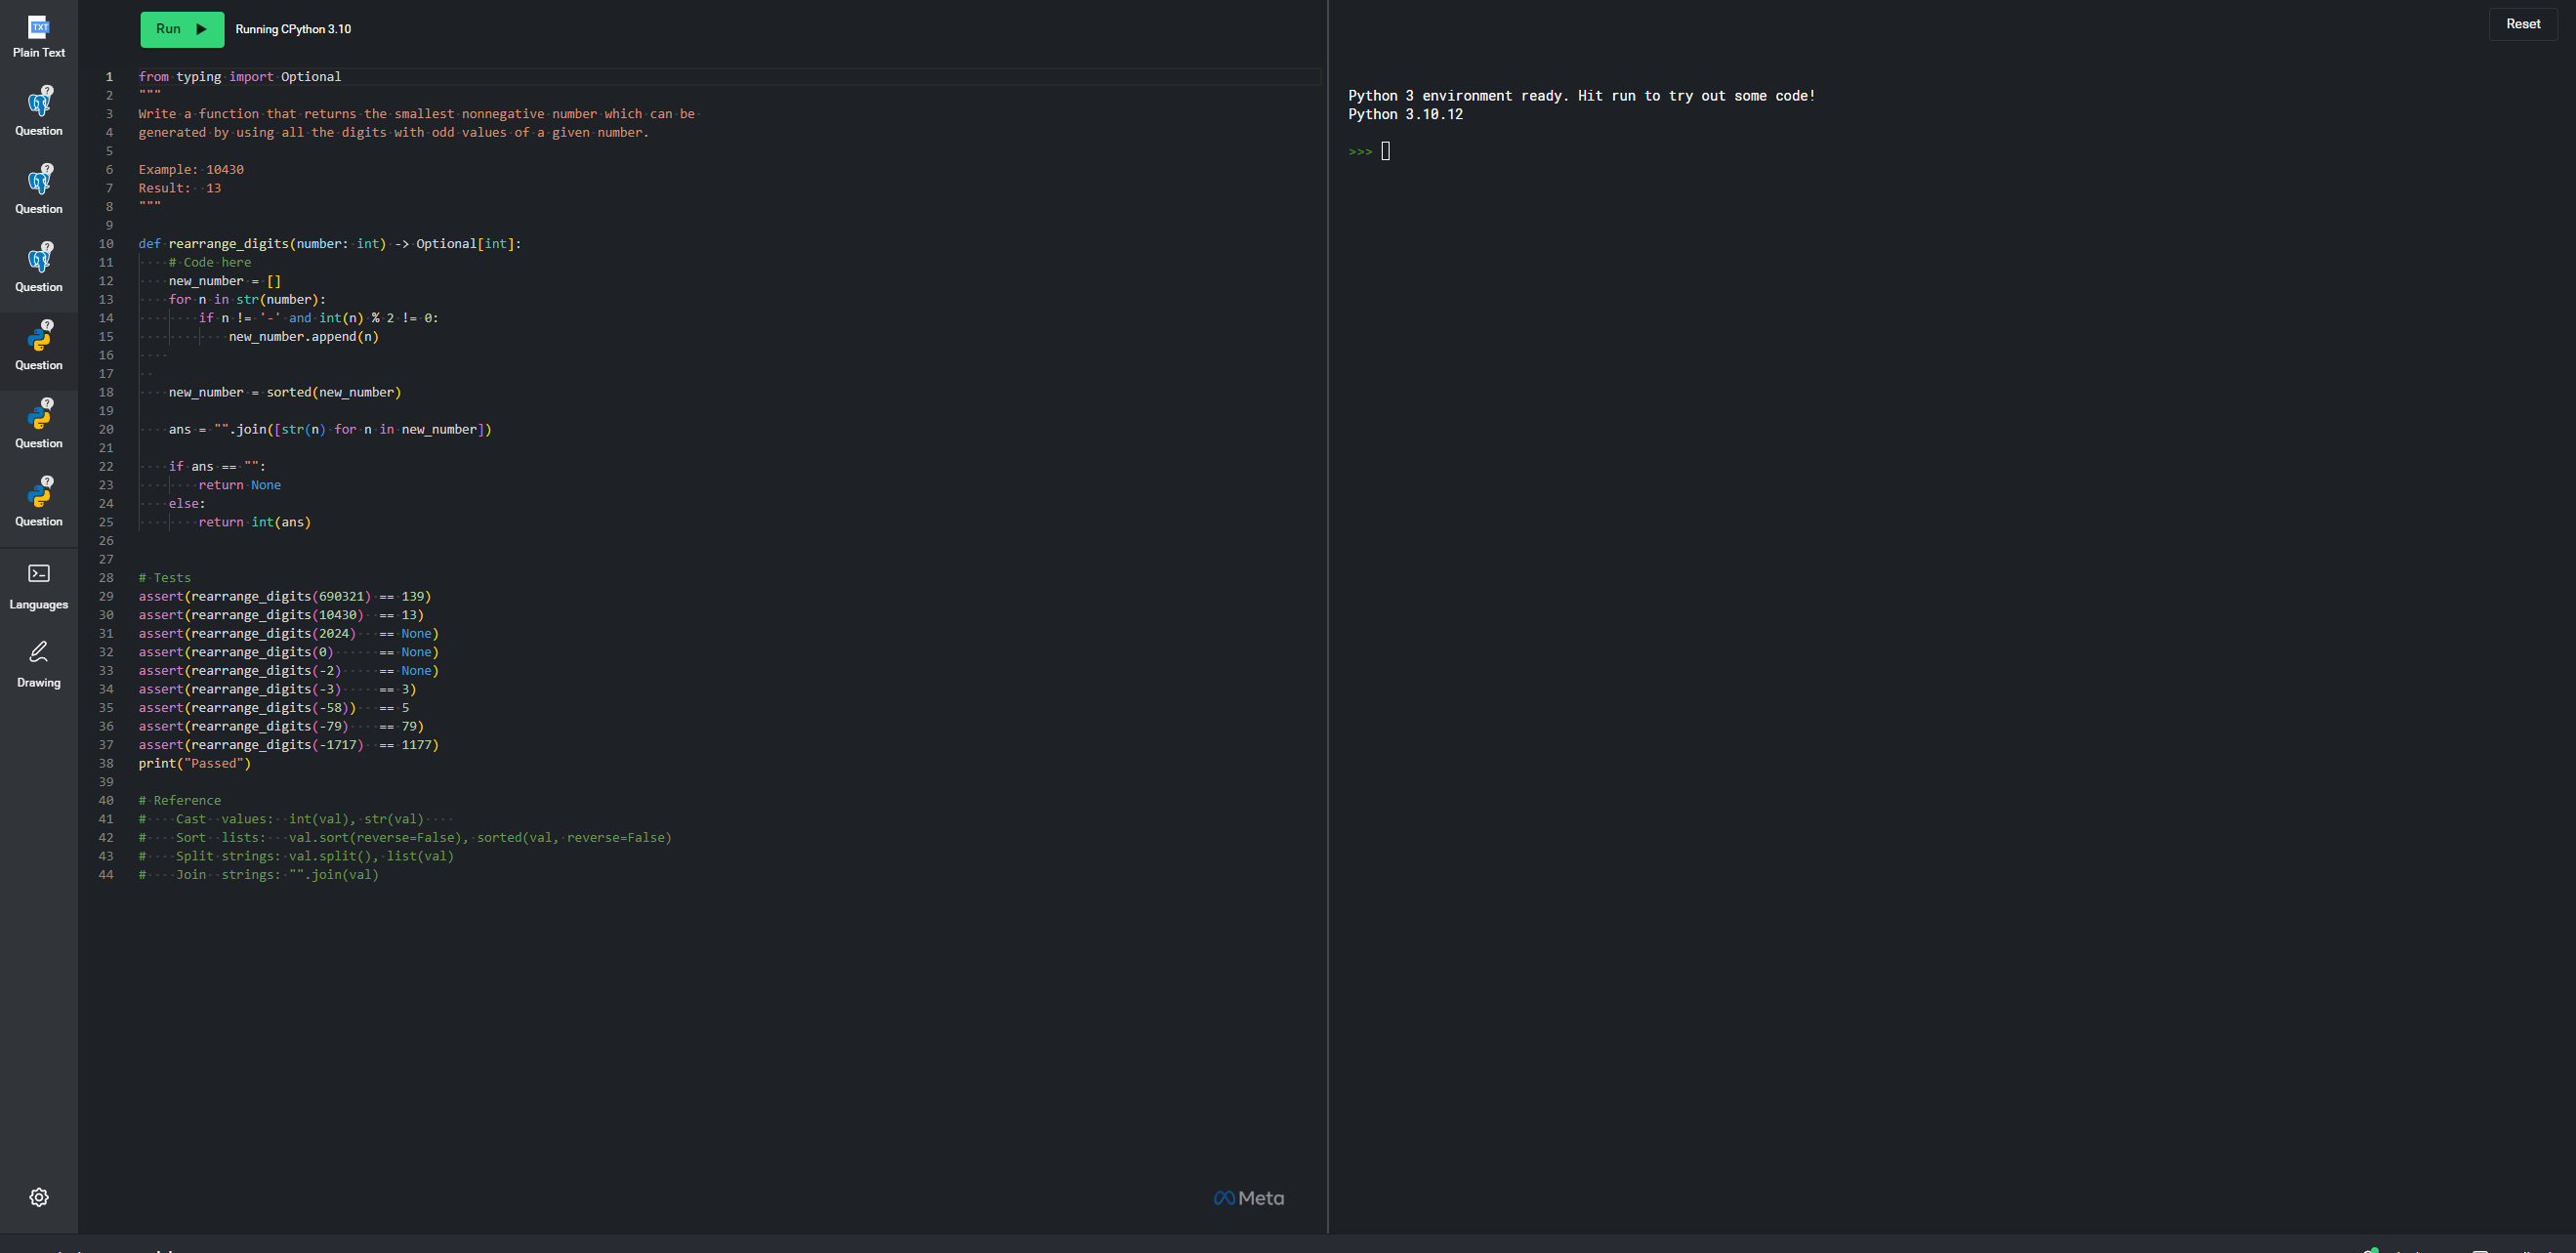 TXT
Plain Text
Question
Question
Question
Question
Question
Question
Languages
Drawing
Run
Running CPython 3.10
1 from typing import Optional
2 """
3 Write a function that returns the smallest nonnegative number which can be
4 generated by using all the digits with odd values of a given number.
5
6 Example: 10430
7 Result:  13
8 """
9
10 def rearrange_digits(number: int) -> Optional[int]:
11     # Code here
12     new_number = []
13     for n in str(number):
14         if n != '-' and int(n) % 2 != 0:
15             new_number.append(n)
16
17
18     new_number = sorted(new_number)
19
20     ans = "".join([str(n) for n in new_number])
21
22     if ans == "":
23         return None
24     else:
25         return int(ans)
26
27
28 # Tests
29 assert(rearrange_digits(690321) == 139)
30 assert(rearrange_digits(10430)  == 13)
31 assert(rearrange_digits(2024)   == None)
32 assert(rearrange_digits(0)      == None)
33 assert(rearrange_digits(-2)     == None)
34 assert(rearrange_digits(-3)     == 3)
35 assert(rearrange_digits(-58))   == 5
36 assert(rearrange_digits(-79)    == 79)
37 assert(rearrange_digits(-1717)  == 1177)
38 print("Passed")
39
40 # Reference
41 #    Cast  values:  int(val), str(val)
42 #    Sort  lists:   val.sort(reverse=False), sorted(val, reverse=False)
43 #    Split strings: val.split(), list(val)
44 #    Join  strings: "".join(val)
Meta
Reset
Python 3 environment ready. Hit run to try out some code!
Python 3.10.12
>>>